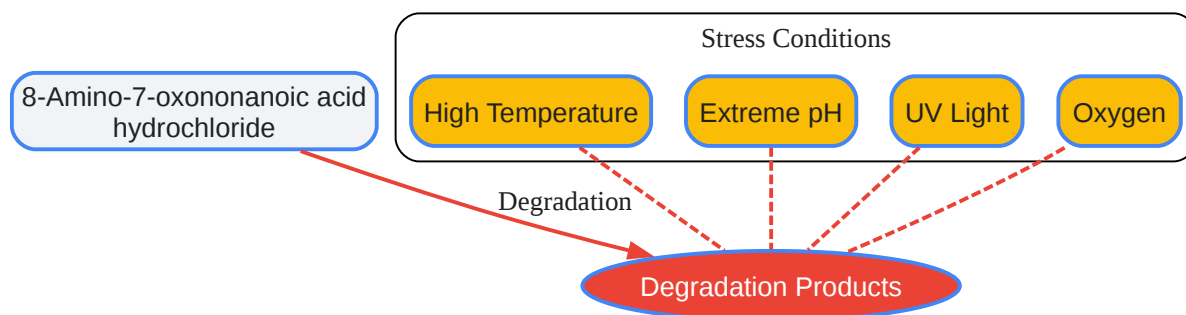 Stress Conditions
8-Amino-7-oxononanoic acid
hydrochloride
High Temperature
Extreme pH
UV Light
Oxygen
Degradation
Degradation Products